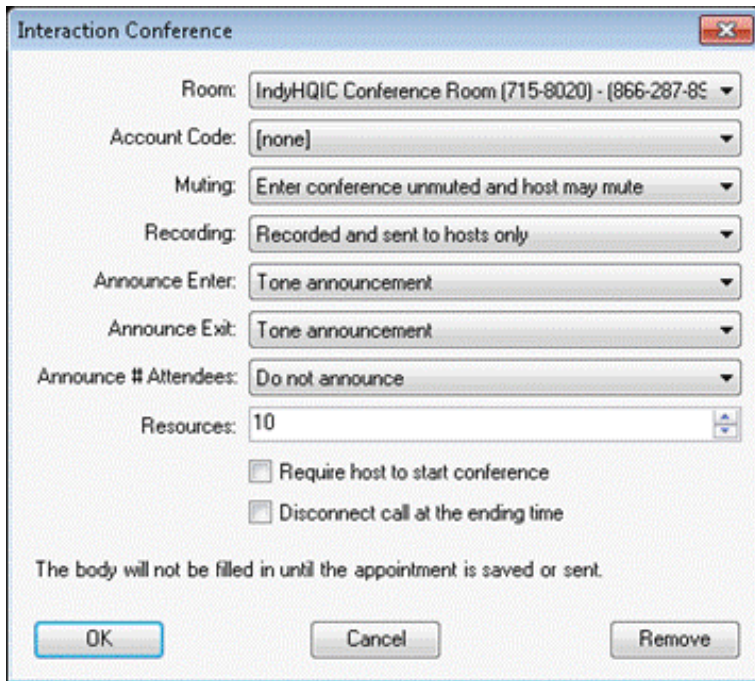 Interaction Conference
Room: IndyHQIC Conference Room (715-8020) - (866-287-89
Account Code: [none]
Muting: Enter conference unmuted and host may mute
Recording: Recorded and sent to hosts only
Announce Enter: Tone announcement
Announce Exit: Tone announcement
Announce # Attendees: Do not announce
Resources: 10
Require host to start conference
Disconnect call at the ending time
The body will not be filled in until the appointment is saved or sent.
OK Cancel Remove